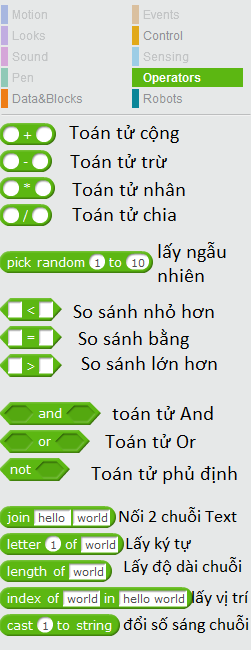 Motion Events
Looks Control
Sound Sensing
Pen Operators
Data&Blocks Robots
+ Toán tử cộng
- Toán tử trừ
* Toán tử nhân
/ Toán tử chia
pick random 1 to 10 lấy ngẫu
nhiên
< So sánh nhỏ hơn
= So sánh bằng
> So sánh lớn hơn
and toán tử And
or Toán tử Or
not Toán tử phủ định
join hello world Nối 2 chuỗi Text
letter 1 of world Lấy ký tự
length of world Lấy độ dài chuỗi
index of world in hello world lấy vị trí
cast 1 to string đổi số sáng chuỗi